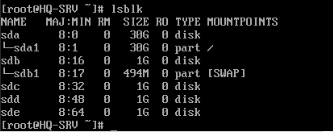 [root@HQ-SRV ~]# lsblk
NAME   MAJ:MIN RM  SIZE RO TYPE MOUNTPOINTS
sda      8:0    0   30G  0 disk
└─sda1   8:1    0   30G  0 part /
sdb      8:16   0    1G  0 disk
└─sdb1   8:17   0  494M  0 part [SWAP]
sdc      8:32   0    1G  0 disk
sdd      8:48   0    1G  0 disk
sde      8:64   0    1G  0 disk
[root@HQ-SRV ~]# _